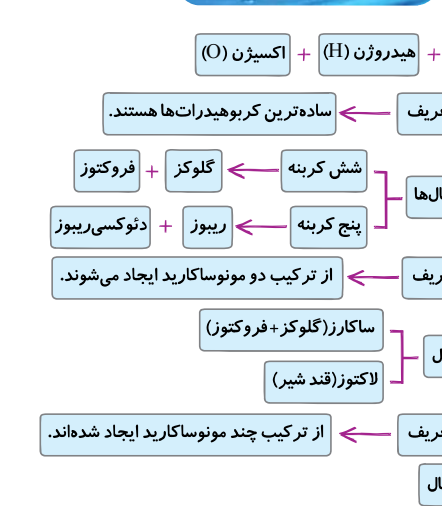 + هیدروژن (H) + اکسیژن (O)
ساده‌ترین کربوهیدرات‌ها هستند.
شش کربنه گلوکز + فروکتوز
پنج کربنه ریبوز + دئوکسی‌ریبوز
از ترکیب دو مونوساکارید ایجاد می‌شوند.
ساکارز(گلوکز+فروکتوز)
لاکتوز(قند شیر)
از ترکیب چند مونوساکارید ایجاد شده‌اند.